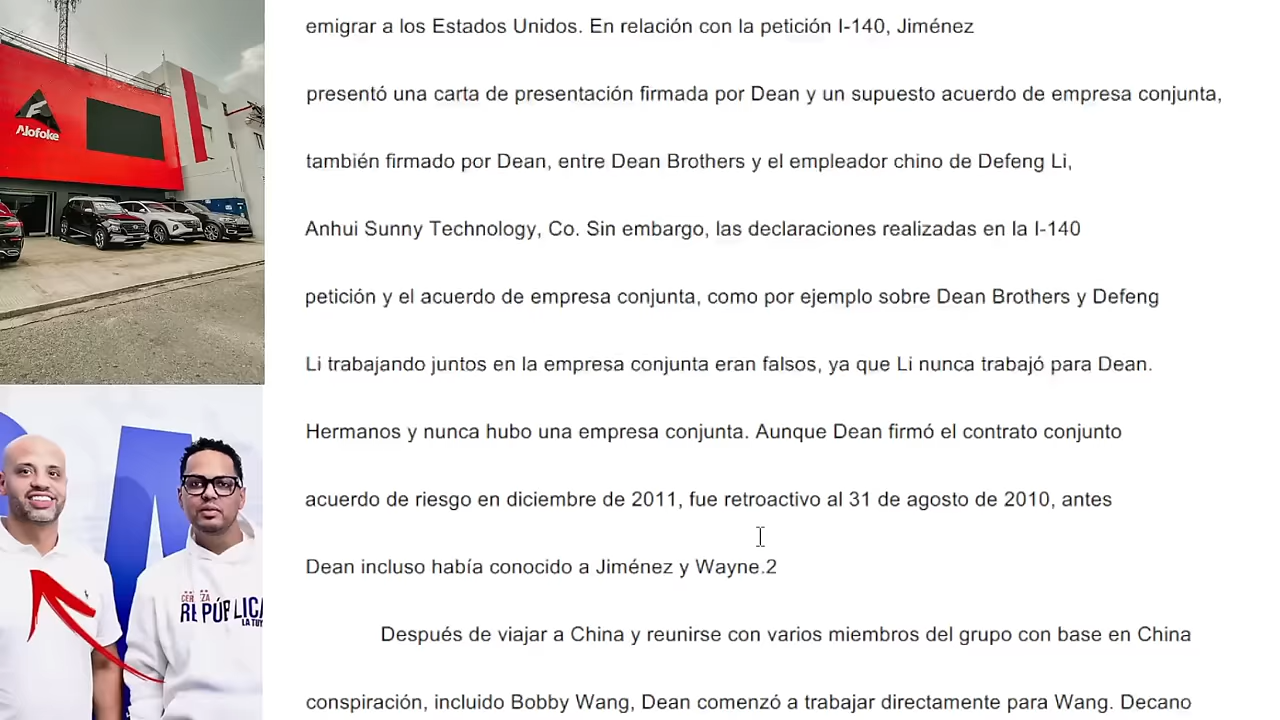 Alofoke
CERVEZA
REPÚBLICA
LA TUYA
emigrar a los Estados Unidos. En relación con la petición I-140, Jiménez
presentó una carta de presentación firmada por Dean y un supuesto acuerdo de empresa conjunta,
también firmado por Dean, entre Dean Brothers y el empleador chino de Defeng Li,
Anhui Sunny Technology, Co. Sin embargo, las declaraciones realizadas en la I-140
petición y el acuerdo de empresa conjunta, como por ejemplo sobre Dean Brothers y Defeng
Li trabajando juntos en la empresa conjunta eran falsos, ya que Li nunca trabajó para Dean.
Hermanos y nunca hubo una empresa conjunta. Aunque Dean firmó el contrato conjunto
acuerdo de riesgo en diciembre de 2011, fue retroactivo al 31 de agosto de 2010, antes
Dean incluso había conocido a Jiménez y Wayne.2
Después de viajar a China y reunirse con varios miembros del grupo con base en China
conspiración, incluido Bobby Wang, Dean comenzó a trabajar directamente para Wang. Decano